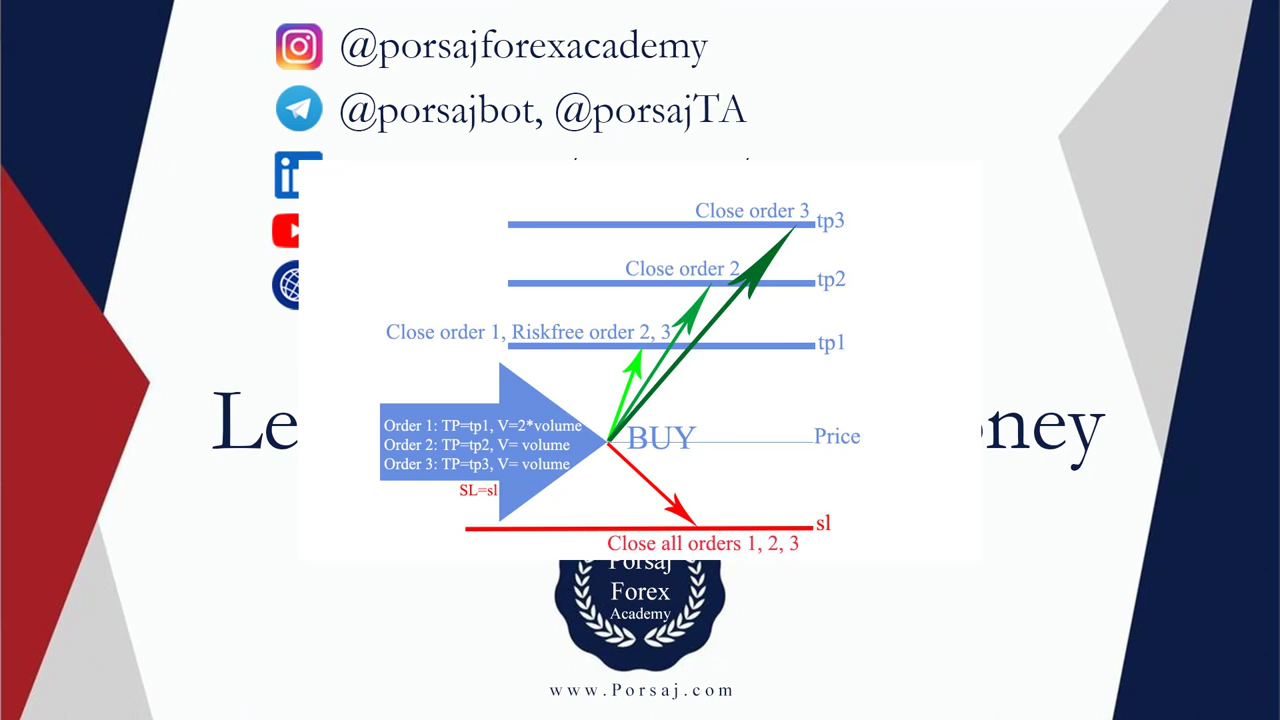 @porsajforexacademy
@porsajbot, @porsajTA
Close order 3
tp3
Close order 2
tp2
Close order 1, Riskfree order 2, 3
tp1
Order 1: TP=tp1, V=2*volume
Order 2: TP=tp2, V= volume
Order 3: TP=tp3, V= volume
BUY
Price
SL=sl
sl
Close all orders 1, 2, 3
Porsaj
Forex
Academy
www.Porsaj.com